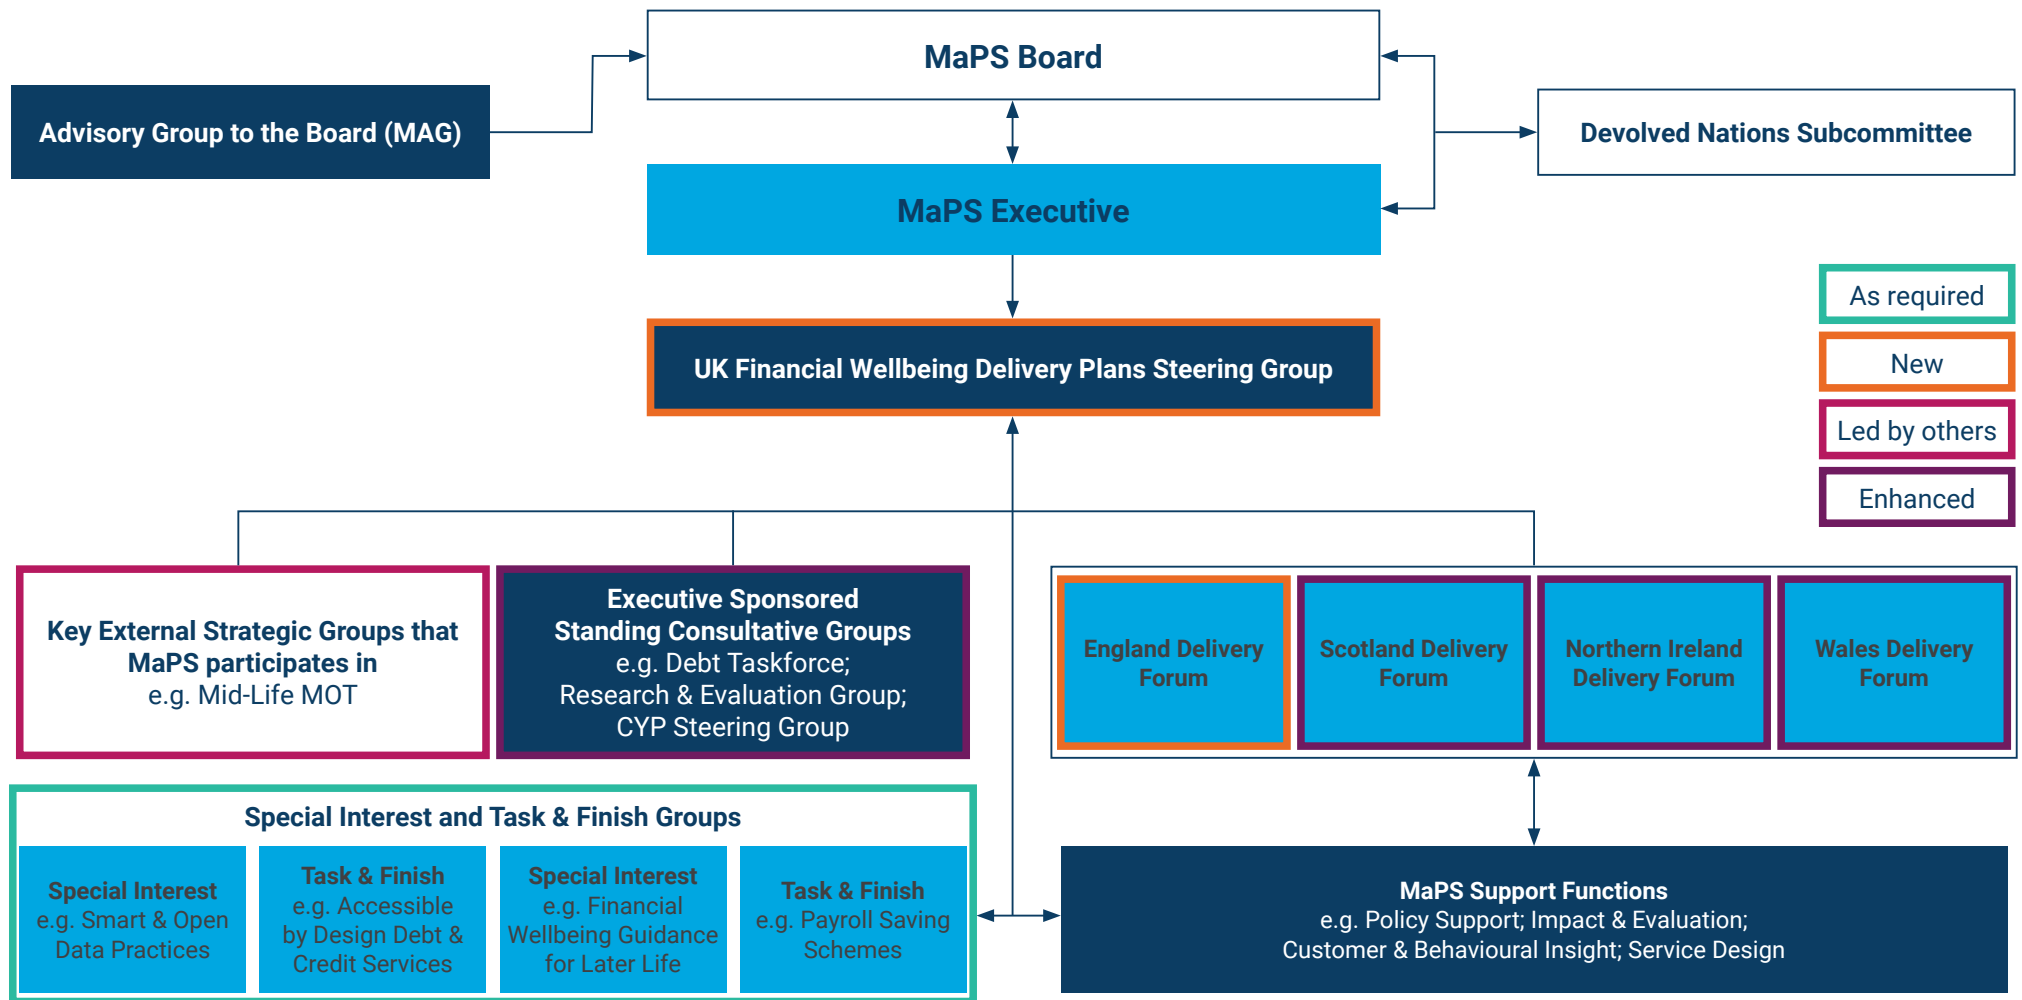 MaPS Board
Advisory Group to the Board (MAG)
Devolved Nations Subcommittee
MaPS Executive
As required
New
Led by others
Enhanced
UK Financial Wellbeing Delivery Plans Steering Group
Key External Strategic Groups that
MaPS participates in
e.g. Mid-Life MOT
Executive Sponsored
Standing Consultative Groups
e.g. Debt Taskforce;
Research & Evaluation Group;
CYP Steering Group
England Delivery
Forum
Scotland Delivery
Forum
Northern Ireland
Delivery Forum
Wales Delivery
Forum
Special Interest and Task & Finish Groups
Special Interest
e.g. Smart & Open
Data Practices
Task & Finish
e.g. Accessible
by Design Debt &
Credit Services
Special Interest
e.g. Financial
Wellbeing Guidance
for Later Life
Task & Finish
e.g. Payroll Saving
Schemes
MaPS Support Functions
e.g. Policy Support; Impact & Evaluation;
Customer & Behavioural Insight; Service Design